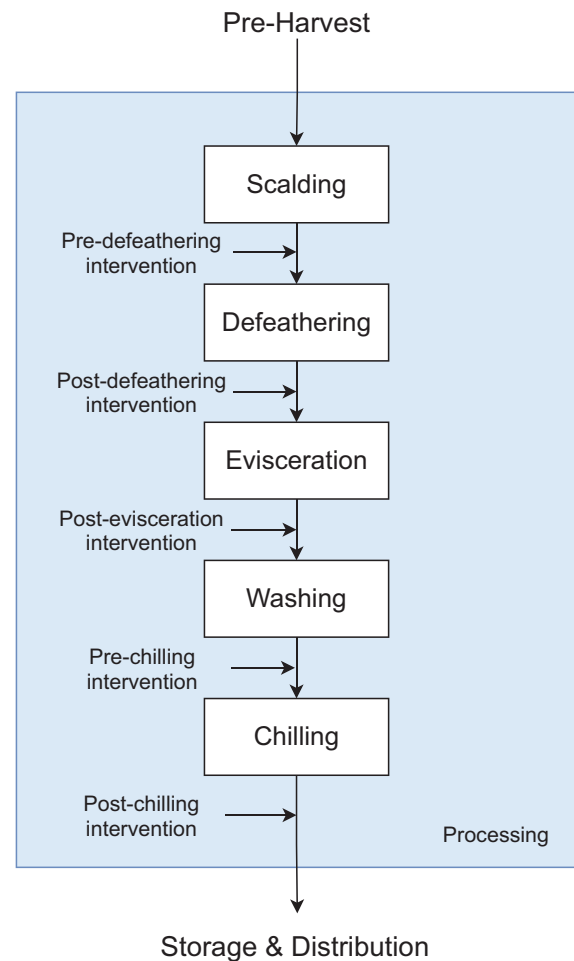 Pre-Harvest
Scalding
Pre-defeathering
intervention
Defeathering
Post-defeathering
intervention
Evisceration
Post-evisceration
intervention
Washing
Pre-chilling
intervention
Chilling
Post-chilling
intervention
Processing
Storage & Distribution